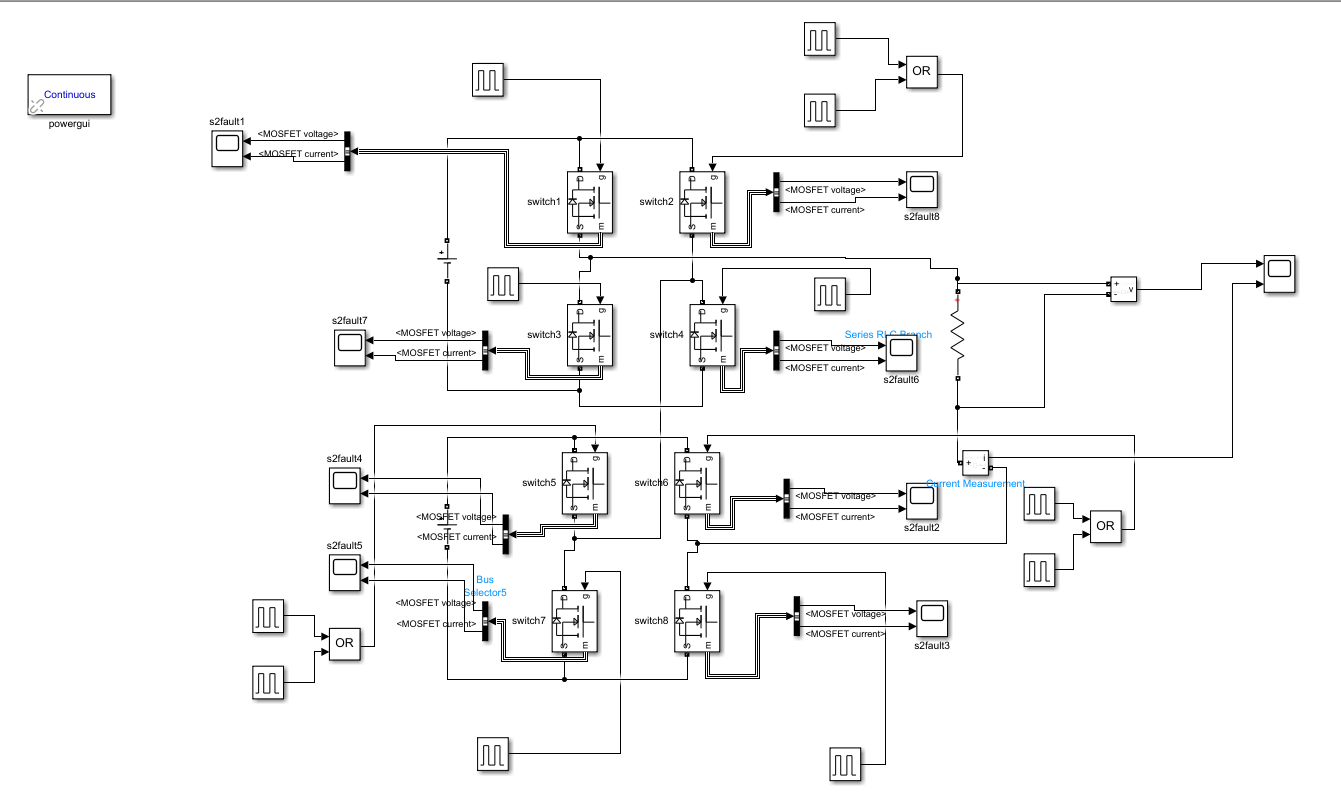 OR
Continuous
powergui
s2fault1
<MOSFET voltage>
<MOSFET current>
D
g
S
m
switch1
D
g
S
m
switch2
<MOSFET voltage>
<MOSFET current>
s2fault8
+
s2fault7
<MOSFET voltage>
<MOSFET current>
D
g
S
m
switch3
D
g
S
m
switch4
Series RLC Branch
<MOSFET voltage>
<MOSFET current>
s2fault6
+
+
-
v
s2fault4
<MOSFET voltage>
<MOSFET current>
D
g
S
m
switch5
D
g
S
m
switch6
<MOSFET voltage>
<MOSFET current>
s2fault2
+
i
-
Current Measurement
OR
s2fault5
Bus
Selector5
<MOSFET voltage>
<MOSFET current>
OR
D
g
S
m
switch7
D
g
S
m
switch8
<MOSFET voltage>
<MOSFET current>
s2fault3